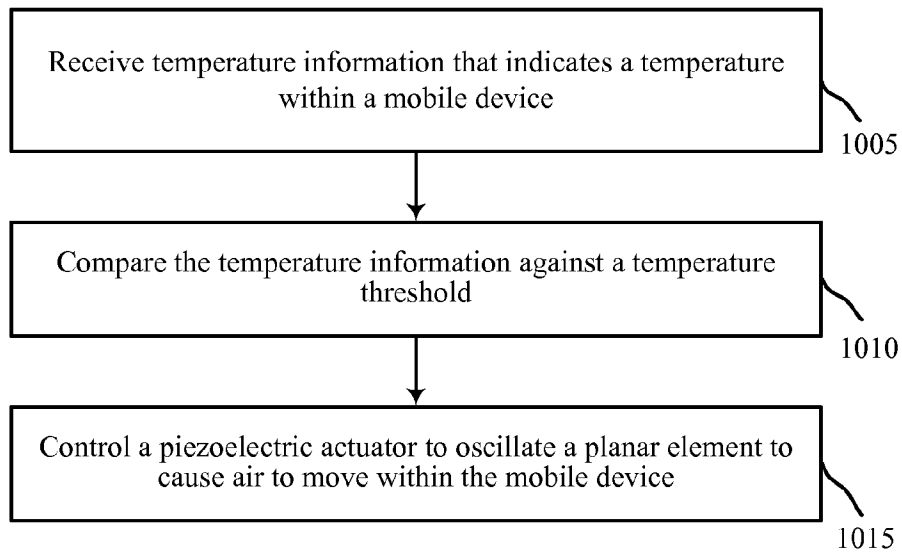 Receive temperature information that indicates a temperature
within a mobile device
1005
Compare the temperature information against a temperature
threshold
1010
Control a piezoelectric actuator to oscillate a planar element to
cause air to move within the mobile device
1015